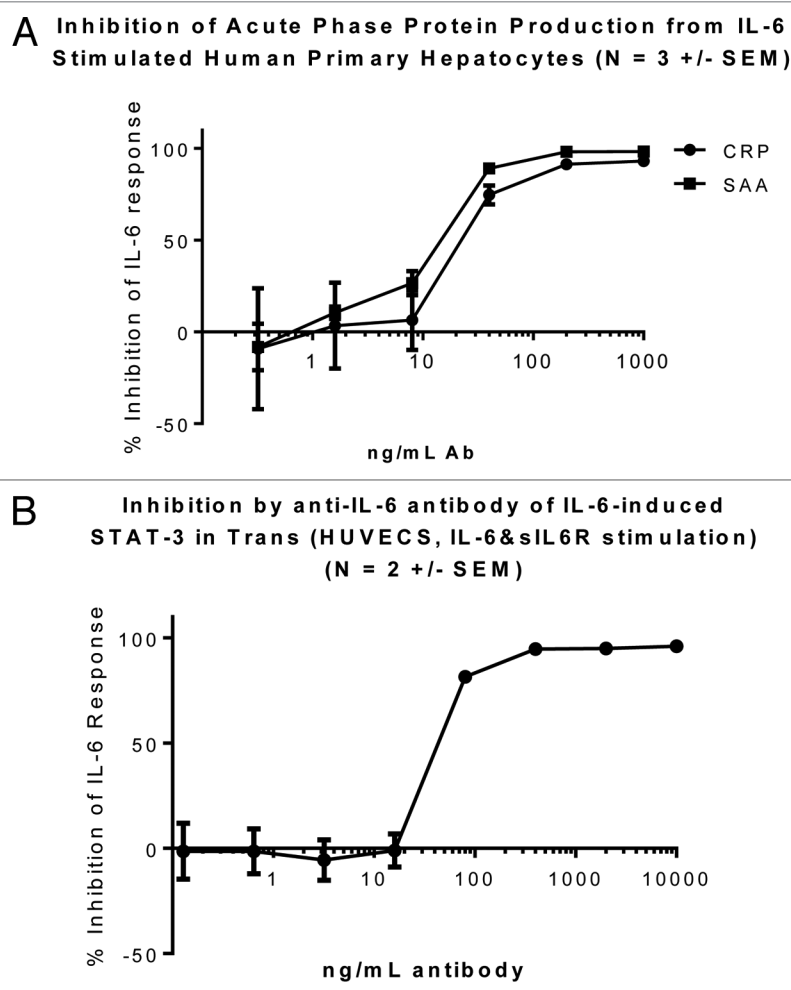 A
Inhibition of Acute Phase Protein Production from IL-6
Stimulated Human Primary Hepatocytes (N = 3 +/- SEM)
% Inhibition of IL-6 response
100
50
0
-50
1
10
100
1000
ng/mL Ab
CRP
SAA
B
Inhibition by anti-IL-6 antibody of IL-6-induced
STAT-3 in Trans (HUVECS, IL-6&sIL6R stimulation)
(N = 2 +/- SEM)
% Inhibition of IL-6 Response
100
50
0
-50
1
10
100
1000
10000
ng/mL antibody